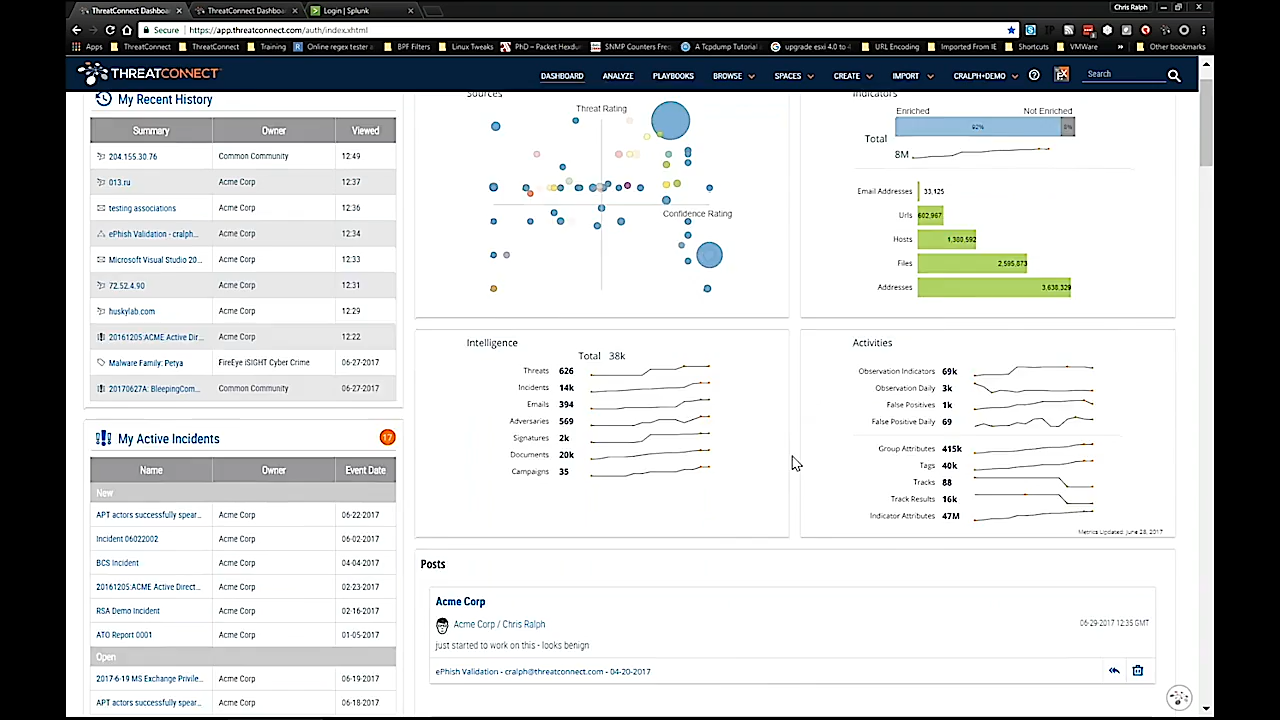 Chris Ralph
ThreatConnect Dashbo
ThreatConnect Dashboa
Login | Splunk
Secure
https://app.threatconnect.com/auth/index.xhtml
Apps
ThreatConnect
ThreatConnect
Training
Online regex tester
BPF Filters
Linux Tweaks
PhD – Packet Hexdum
SNMP Counters Freq
A Tcpdump Tutorial
upgrade esxi 4.0 to
URL Encoding
Imported From IE
Shortcuts
VMWare
»
Other bookmarks
THREATCONNECT
DASHBOARD
ANALYZE
PLAYBOOKS
BROWSE
SPACES
CREATE
IMPORT
CRALPH+DEMO
Search
My Recent History
Summary Owner Viewed
204.155.30.76 Common Community 12:49
013.ru Acme Corp 12:37
testing associations Acme Corp 12:36
ePhish Validation - cralph... Acme Corp 12:34
Microsoft Visual Studio 20... Acme Corp 12:33
72.52.4.90 Acme Corp 12:31
huskylab.com Acme Corp 12:29
20161205:ACME Active Dir... Acme Corp 12:22
Malware Family: Petya FireEye iSIGHT Cyber Crime 06-27-2017
20170627A: BleepingCom... Common Community 06-27-2017
My Active Incidents
17
Name Owner Event Date
New
APT actors successfully spear... Acme Corp 06-22-2017
Incident 06022002 Acme Corp 06-02-2017
BCS Incident Acme Corp 04-04-2017
20161205:ACME Active Direct... Acme Corp 02-23-2017
RSA Demo Incident Acme Corp 02-16-2017
ATO Report 0001 Acme Corp 01-05-2017
Open
2017-6-19 MS Exchange Privile... Acme Corp 06-19-2017
APT actors successfully spear... Acme Corp 06-18-2017
Sources
Threat Rating
Confidence Rating
Indicators
Enriched Not Enriched
92% 8%
Total
8M
Email Addresses 33,125
Urls 602,967
Hosts 1,380,592
Files 2,595,873
Addresses 3,638,329
Intelligence
Total 38k
Threats 626
Incidents 14k
Emails 394
Adversaries 569
Signatures 2k
Documents 20k
Campaigns 35
Activities
Observation Indicators 69k
Observation Daily 3k
False Positives 1k
False Positive Daily 69
Group Attributes 415k
Tags 40k
Tracks 88
Track Results 16k
Indicator Attributes 47M
Metrics Updated: June 28, 2017
Posts
Acme Corp
Acme Corp / Chris Ralph
06-29-2017 12:35 GMT
just started to work on this - looks benign
ePhish Validation - cralph@threatconnect.com - 04-20-2017